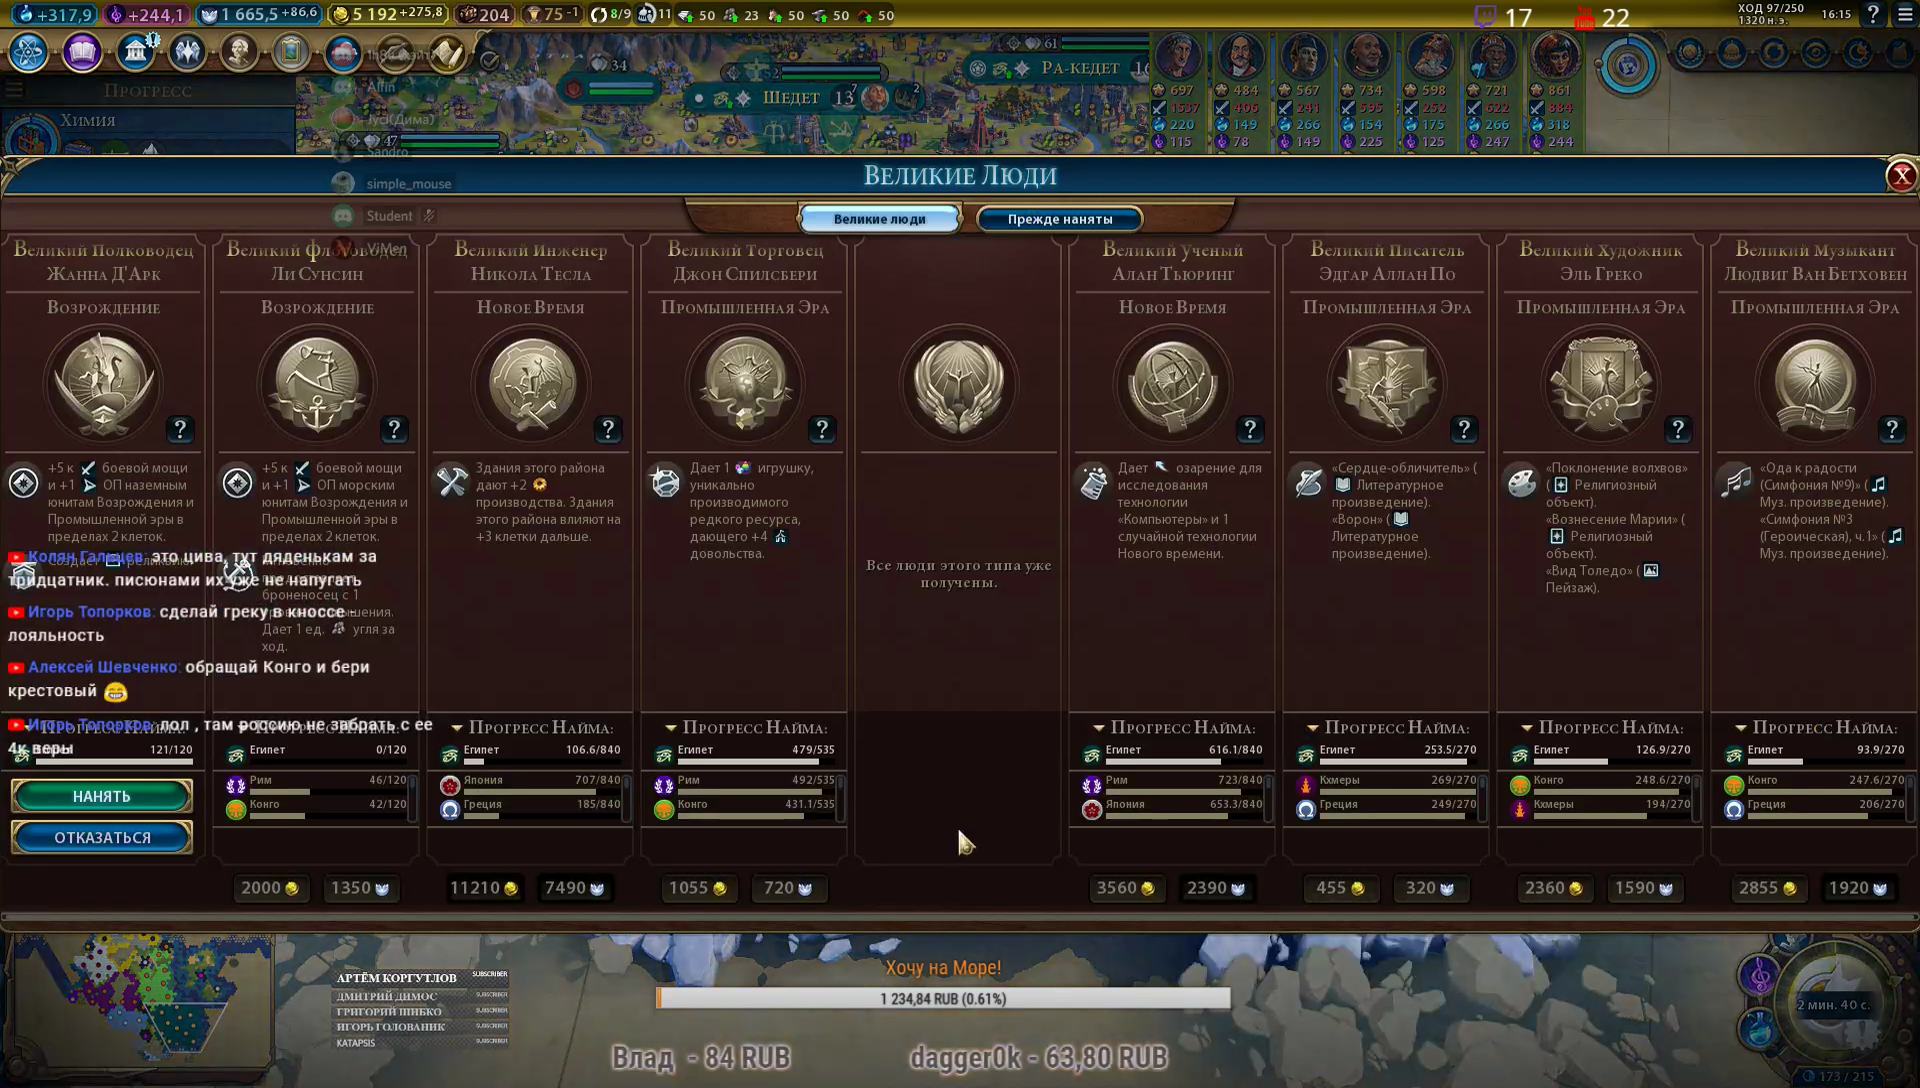 +317,9 +244,1 1 665,5 +86,6 5 192 +275,8 204 75 -1 8/9 11 50 23 50 50 50
17 22
ХОД 97/250
1320 н.э.
16:15 ?
Прогресс
Химия
Affin
Jyci(Дима)
Sandro
simple_mouse
Student
ViMen
47
34
52
61
Шедет 13
Ра-Кедет
697 484 567 734 598 721 861
1537 406 241 595 252 622 884
220 149 266 154 175 266 318
115 78 149 225 125 247 244
Великие Люди
X
Великие люди
Прежде наняты
Великий Полководец
Жанна Д'Арк
Возрождение
?
+5 к боевой мощи
и +1 ОП наземным
юнитам Возрождения и
Промышленной эры в
пределах 2 клеток.
121/120
НАНЯТЬ
ОТКАЗАТЬСЯ
Ли Сунсин
Возрождение
?
+5 к боевой мощи
и +1 ОП морским
юнитам Возрождения и
Промышленной эры в
пределах 2 клеток.
броненосец с 1
Дает 1 ед. угля за
ход.
Египет 0/120
Рим 46/120
Конго 42/120
2000 1350
Великий Инженер
Никола Тесла
Новое Время
?
Здания этого района
дают +2
производства. Здания
этого района влияют на
+3 клетки дальше.
Прогресс Найма:
Египет 106.6/840
Япония 707/840
Греция 185/840
11210 7490
Великий Торговец
Джон Спилсбери
Промышленная Эра
?
Дает 1 игрушку,
уникально
производимого
редкого ресурса,
дающего +4
довольства.
Прогресс Найма:
Египет 479/535
Рим 492/535
Конго 431.1/535
1055 720
Все люди этого типа уже
получены.
Великий Ученый
Алан Тьюринг
Новое Время
?
Дает озарение для
исследования
технологии
«Компьютеры» и 1
случайной технологии
Нового времени.
Прогресс Найма:
Египет 616.1/840
Рим 723/840
Япония 653.3/840
3560 2390
Великий Писатель
Эдгар Аллан По
Промышленная Эра
?
«Сердце-обличитель» (
Литературное
произведение).
«Ворон» (
Литературное
произведение).
Прогресс Найма:
Египет 253.5/270
Кхмеры 269/270
Греция 249/270
455 320
Великий Художник
Эль Греко
Промышленная Эра
?
«Поклонение волхвов»
( Религиозный
объект).
«Вознесение Марии» (
Религиозный
объект).
«Вид Толедо» (
Пейзаж).
Прогресс Найма:
Египет 126.9/270
Конго 248.6/270
Кхмеры 194/270
2360 1590
Великий Музыкант
Людвиг Ван Бетховен
Промышленная Эра
?
«Ода к радости
(Симфония №9)» (
Муз. произведение).
«Симфония №3
(Героическая), ч.1» (
Муз. произведение).
Прогресс Найма:
Египет 93.9/270
Конго 247.6/270
Греция 206/270
2855 1920
Колян Галацев: это цива, тут дяденькам за
тридцатник. писюнами их уже не напугать
Игорь Топорков: сделай греку в кноссе -
лояльность
Алексей Шевченко: обращай Конго и бери
крестовый
Игорь Топорков: лол , там россию не забрать с ее
4к веры
АРТЁМ КОРГУТЛОВ SUBSCRIBER
ДМИТРИЙ ДИМОС SUBSCRIBER
ГРИГОРИЙ ШИБКО SUBSCRIBER
ИГОРЬ ГОЛОВАНИК SUBSCRIBER
KATAPSIS SUBSCRIBER
Хочу на Море!
1 234,84 RUB (0.61%)
Влад - 84 RUB
dagger0k - 63,80 RUB
2 мин. 40 с.
173 / 215